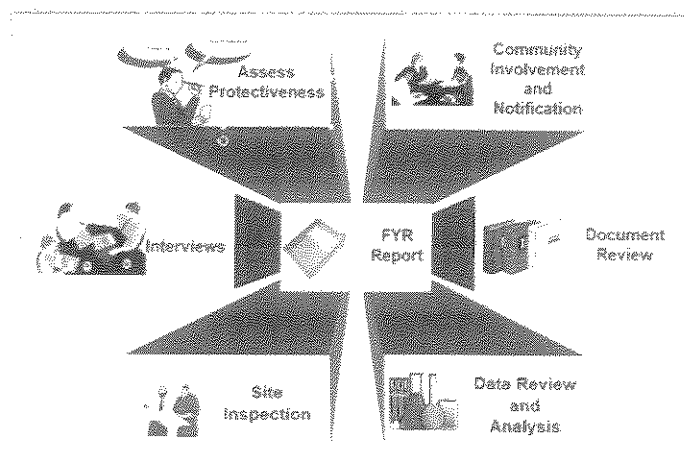 Assess
Protectiveness
Community
Involvement
and
Notification
Interviews
FYR
Report
Document
Review
Site
Inspection
Data Review
and
Analysis